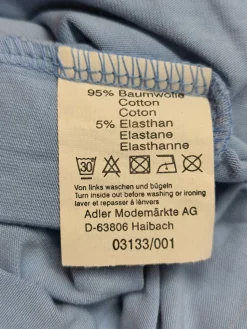 95% Baumwolle
Cotton
Coton
5% Elasthan
Elastane
Elasthanne
30
Von links waschen und bügeln
Turn inside out before washing or ironing
laver et repasser á lénvers
Adler Modemärkte AG
D-63806 Haibach
03133/001